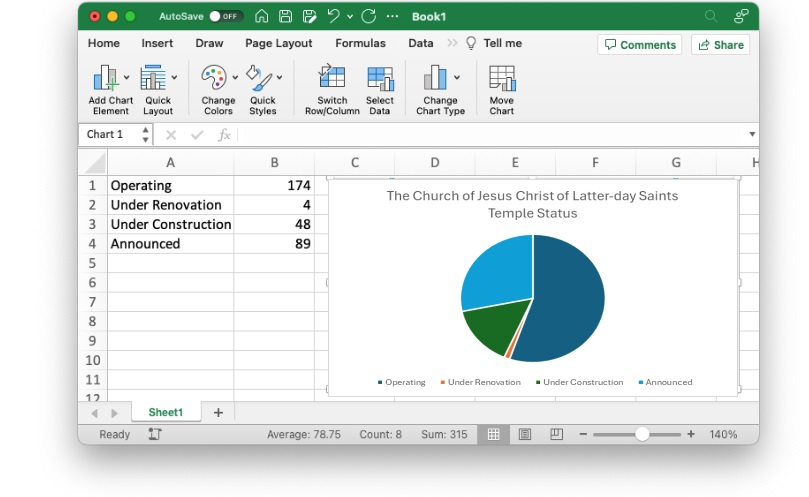 AutoSave OFF Book1
Home Insert Draw Page Layout Formulas Data Tell me Comments Share
Add Chart Element
Quick Layout
Change Colors
Quick Styles
Switch Row/Column
Select Data
Change Chart Type
Move Chart
Chart 1 fx
A B C D E F G H
1 Operating 174
2 Under Renovation 4
3 Under Construction 48
4 Announced 89
5
6
7
8
9
10
11
12
The Church of Jesus Christ of Latter-day Saints
Temple Status
Operating Under Renovation Under Construction Announced
Sheet1 +
Ready Average: 78.75 Count: 8 Sum: 315 − + 140%